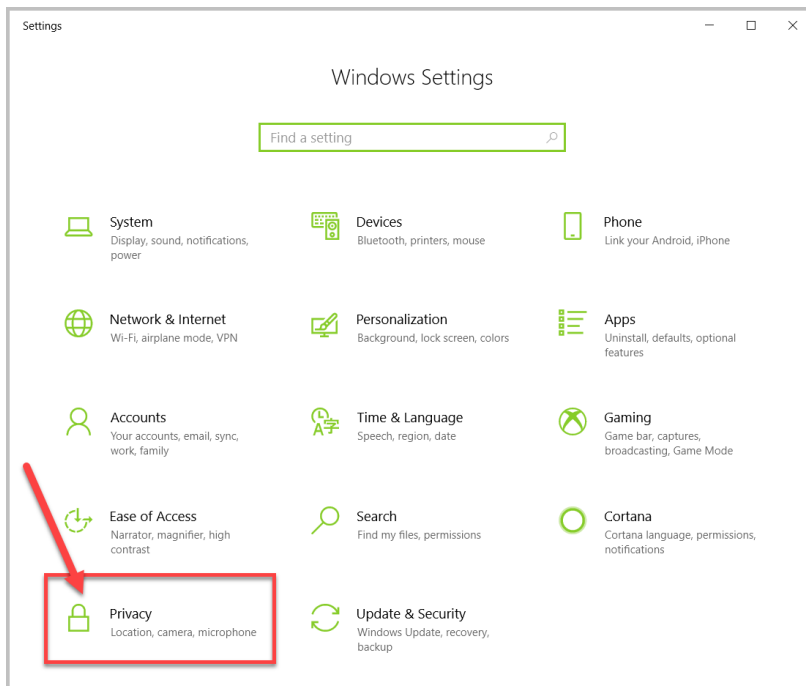 Settings
Windows Settings
Find a setting
System
Display, sound, notifications,
power
Devices
Bluetooth, printers, mouse
Phone
Link your Android, iPhone
Network & Internet
Wi-Fi, airplane mode, VPN
Personalization
Background, lock screen, colors
Apps
Uninstall, defaults, optional
features
Accounts
Your accounts, email, sync,
work, family
Time & Language
Speech, region, date
Gaming
Game bar, captures,
broadcasting, Game Mode
Ease of Access
Narrator, magnifier, high
contrast
Search
Find my files, permissions
Cortana
Cortana language, permissions,
notifications
Privacy
Location, camera, microphone
Update & Security
Windows Update, recovery,
backup